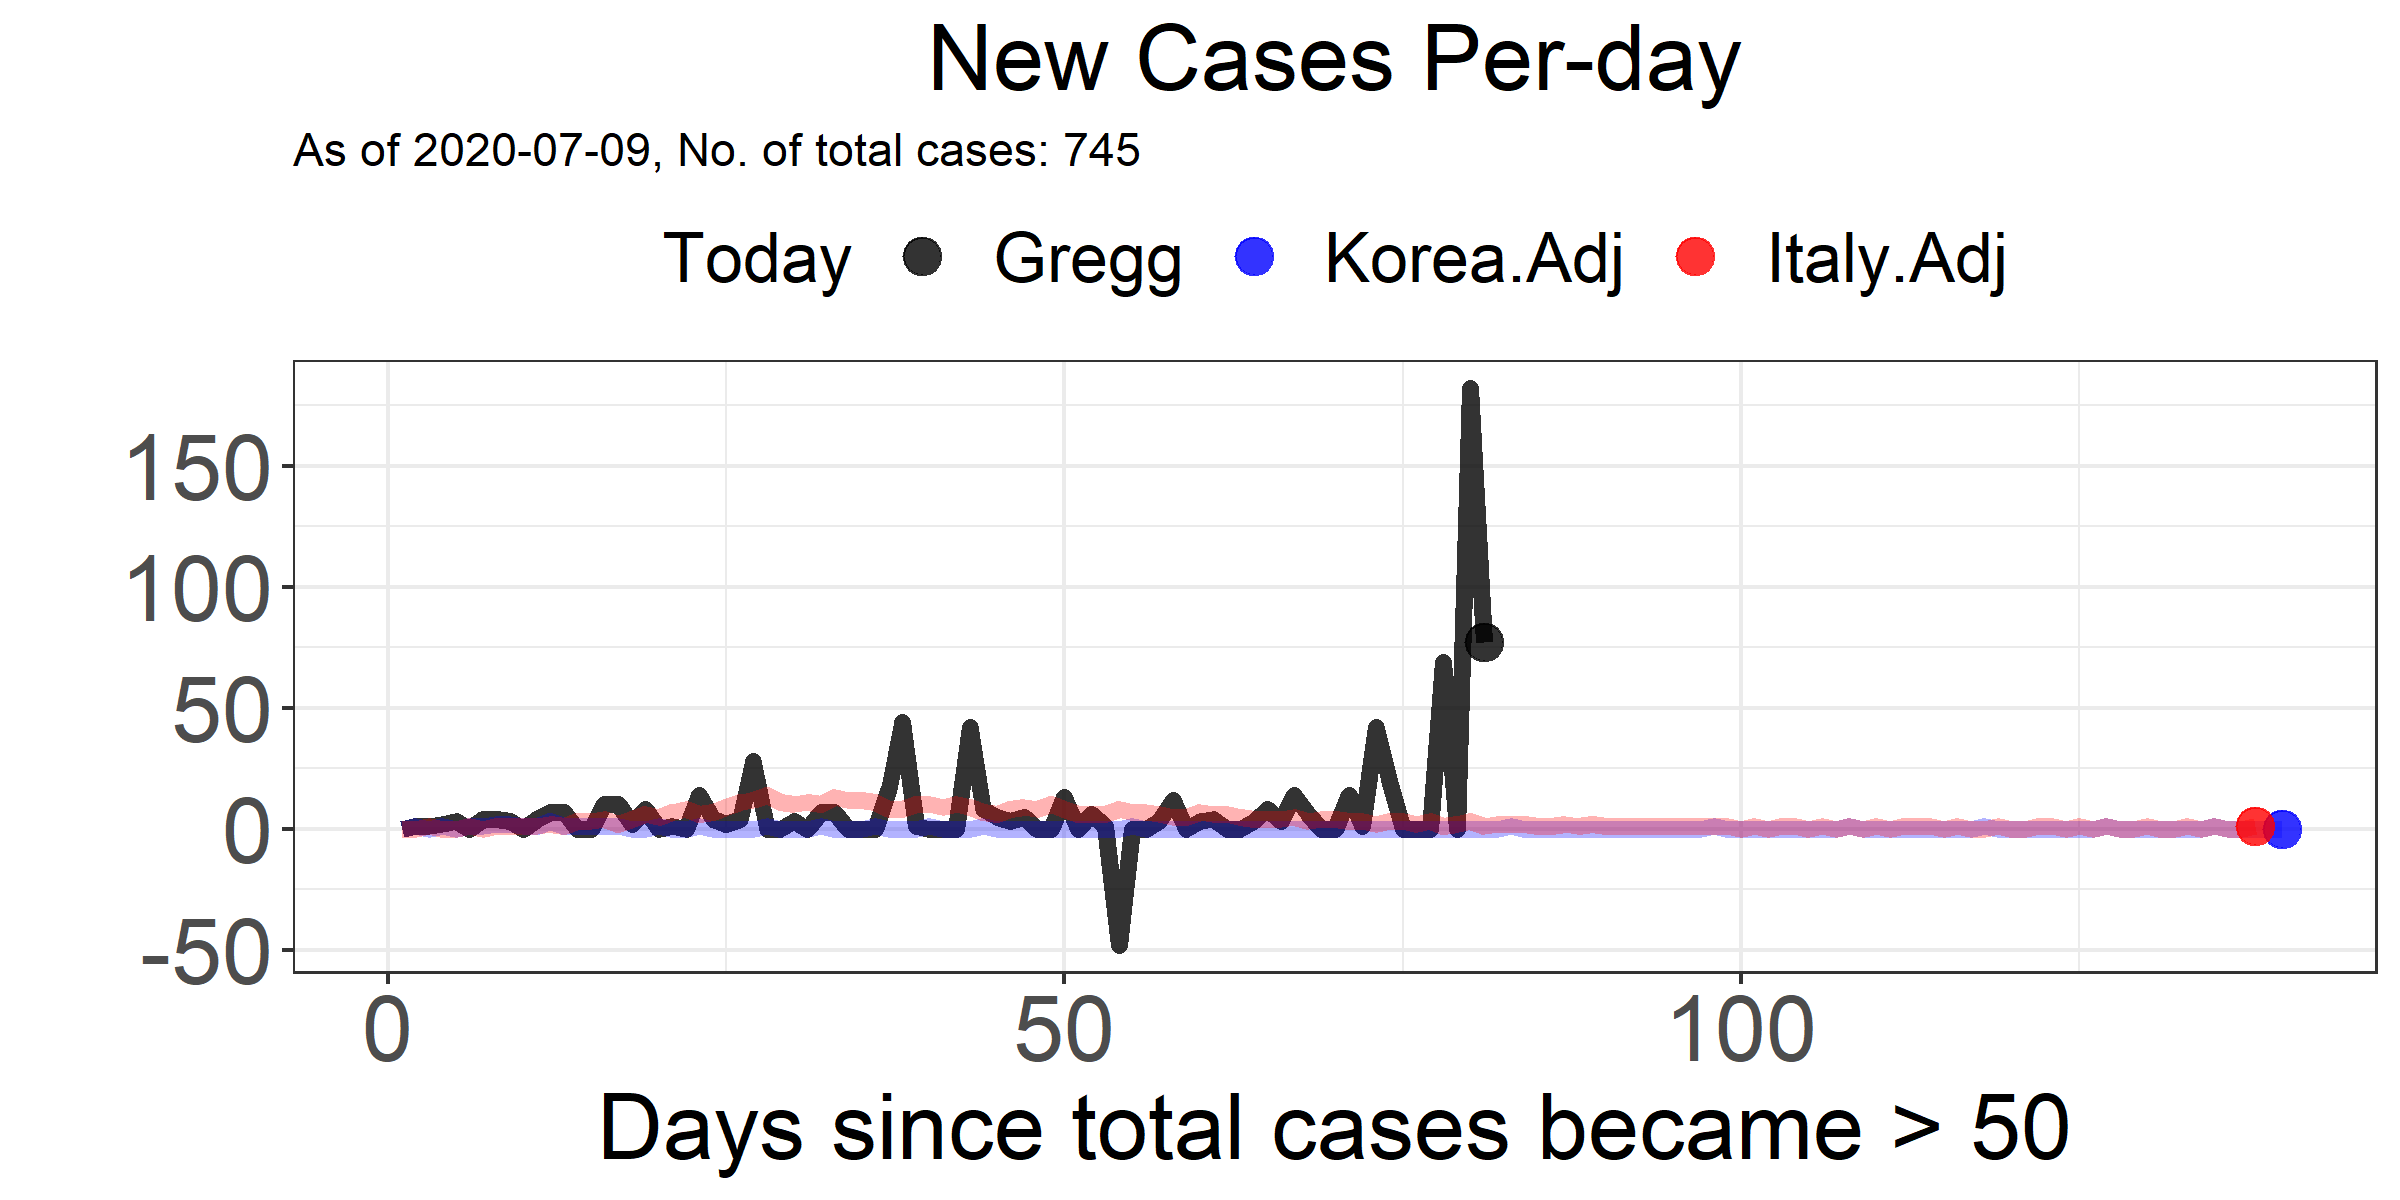 New Cases Per-day
As of 2020-07-09, No. of total cases: 745
Today Gregg Korea.Adj Italy.Adj
150
100
50
0
-50
0 50 100
Days since total cases became > 50